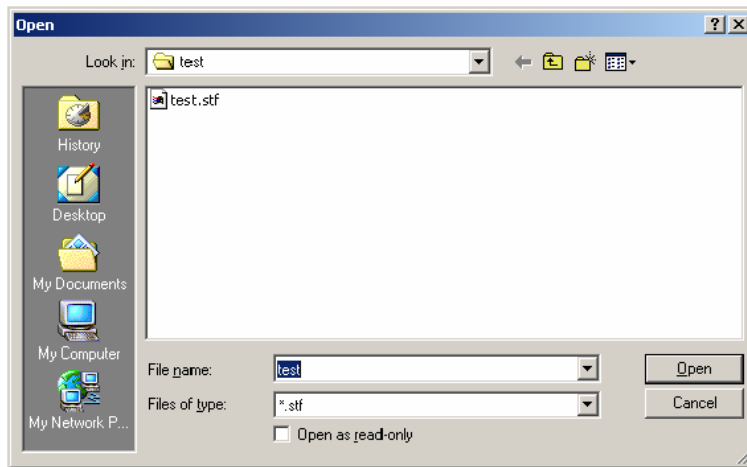 Open
Look in: test
test.stf
History
Desktop
My Documents
My Computer
My Network P...
File name: test Open
Files of type: *.stf Cancel
Open as read-only